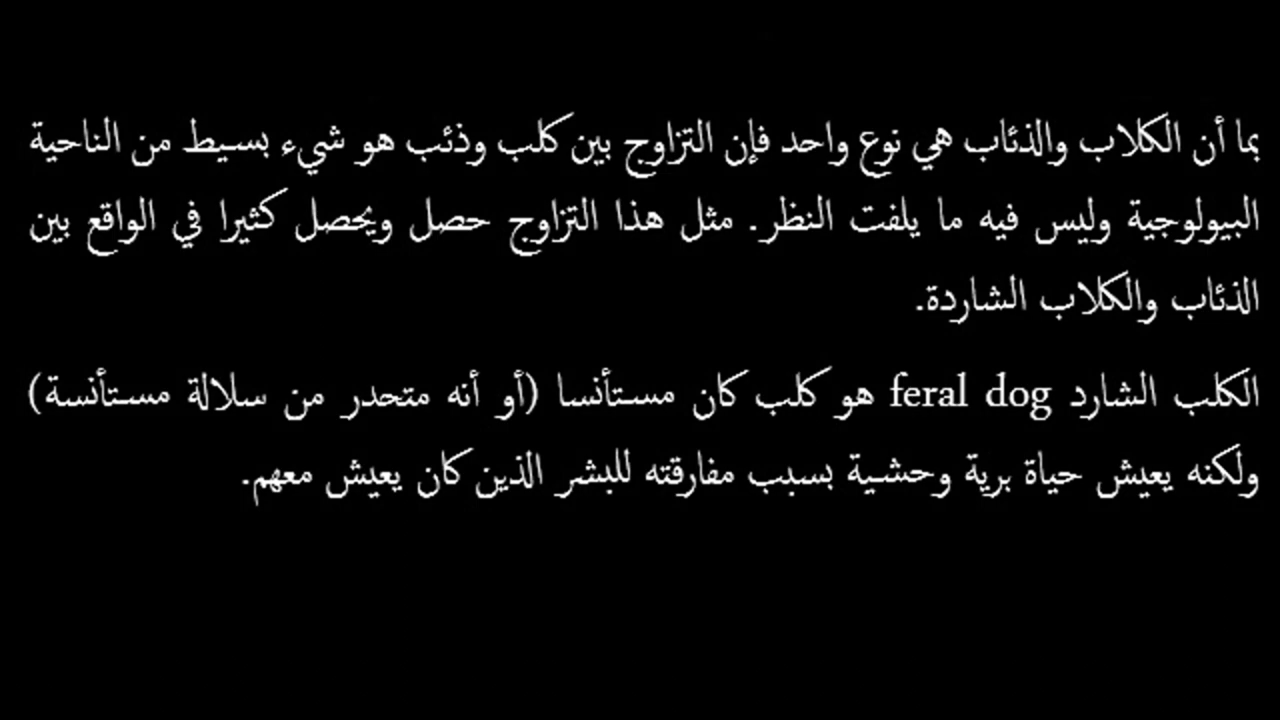 بما أن الكلاب والذئاب هي نوع واحد فإن التزاوج بين كلب وذئب هو شيء بسيط من الناحية
البيولوجية وليس فيه ما يلفت النظر. مثل هذا التزاوج حصل ويحصل كثيرا في الواقع بين
الذئاب والكلاب الشاردة.
الكلب الشارد feral dog هو كلب كان مستأنسا (أو أنه متحدر من سلالة مستأنسة)
ولكنه يعيش حياة برية وحشية بسبب مفارقته للبشر الذين كان يعيش معهم.